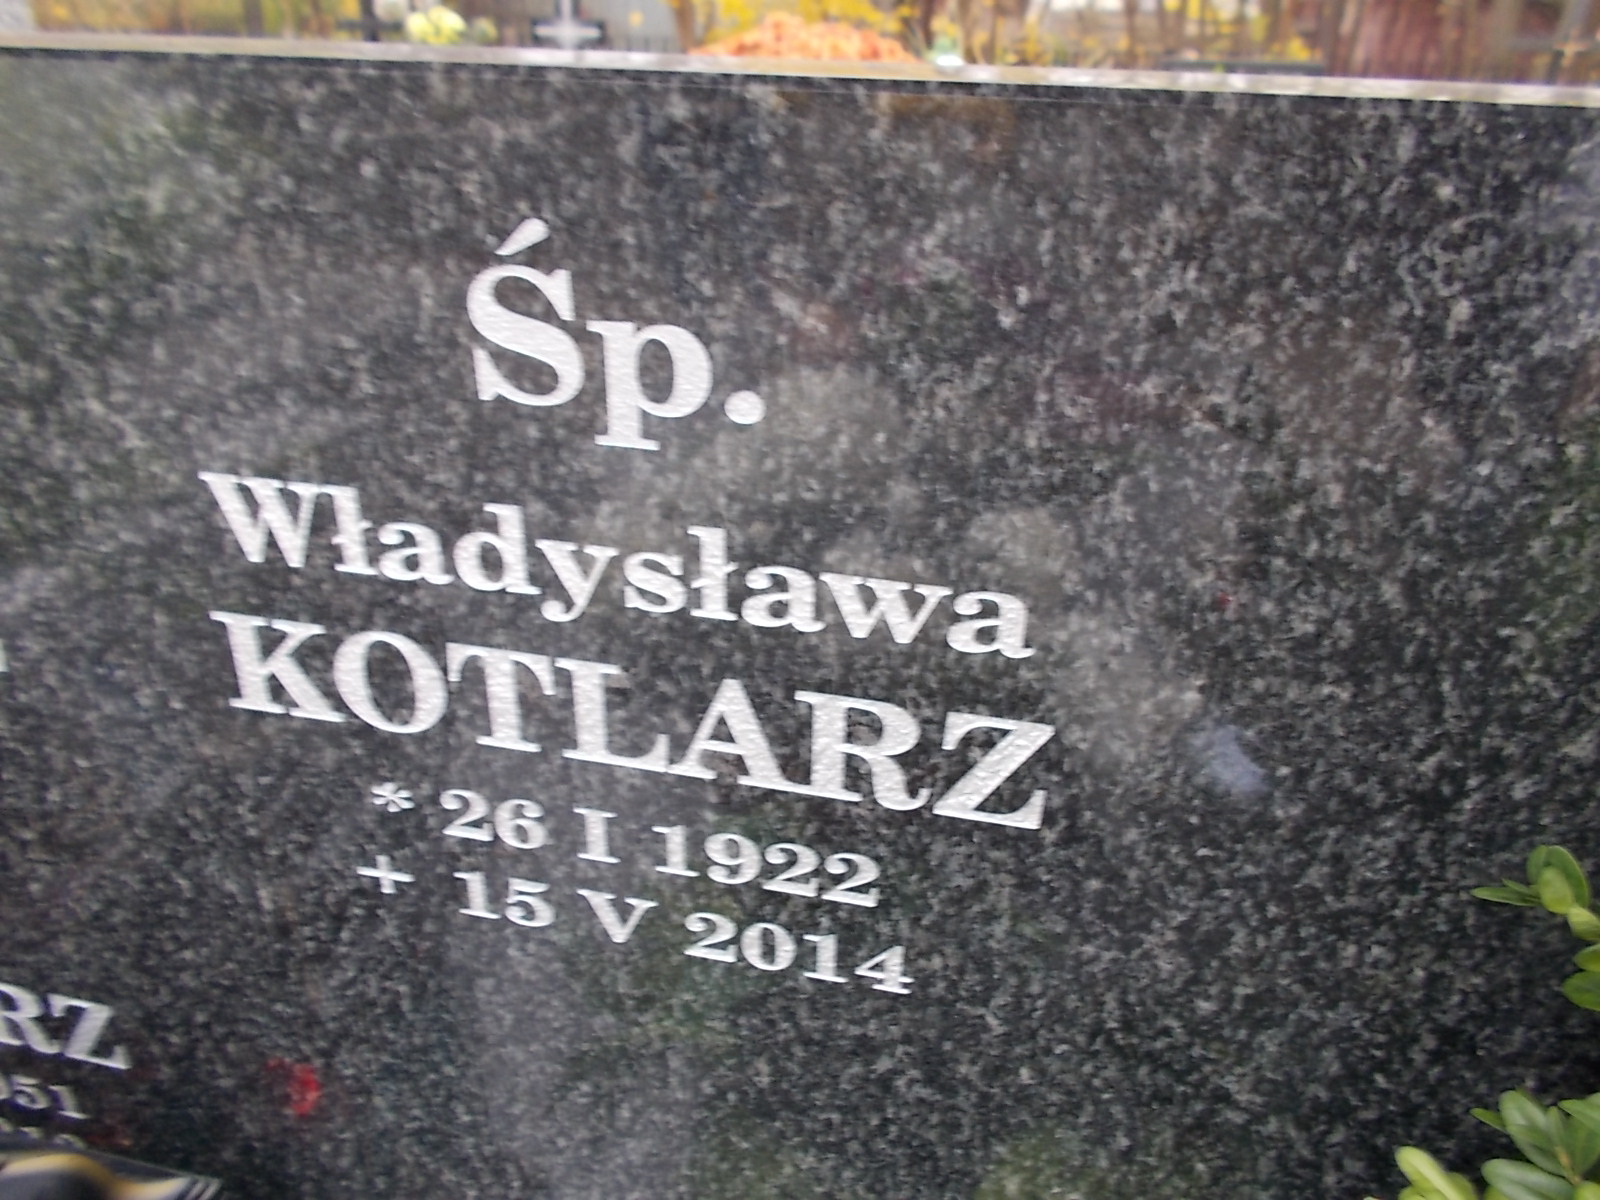 Śp.
Władysława
KOTLARZ
* 26 I 1922
+ 15 V 2014